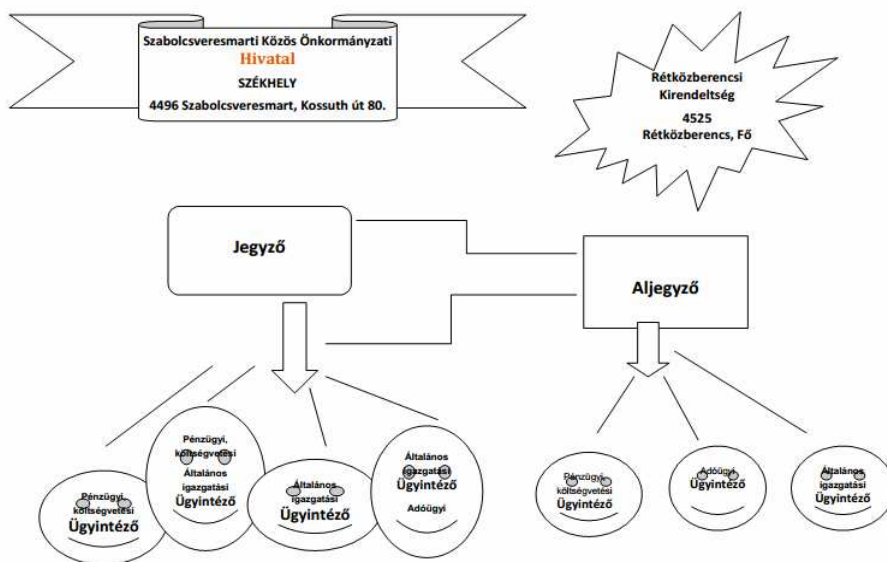 Szabolcsveresmarti Közös Önkormányzati
Hivatal
SZÉKHELY
4496 Szabolcsveresmart, Kossuth út 80.
Rétközberencsi
Kirendeltség
4525
Rétközberencs, Fő
Jegyző
Aljegyző
Pénzügyi,
költségvetési
Ügyintéző
Pénzügyi,
költségvetési
Általános
igazgatási
Ügyintéző
Általános
igazgatási
Ügyintéző
Általános
igazgatási
Ügyintéző
Adóügyi
Pénzügyi,
költségvetési
Ügyintéző
Adóügyi
Ügyintéző
Általános
igazgatási
Ügyintéző